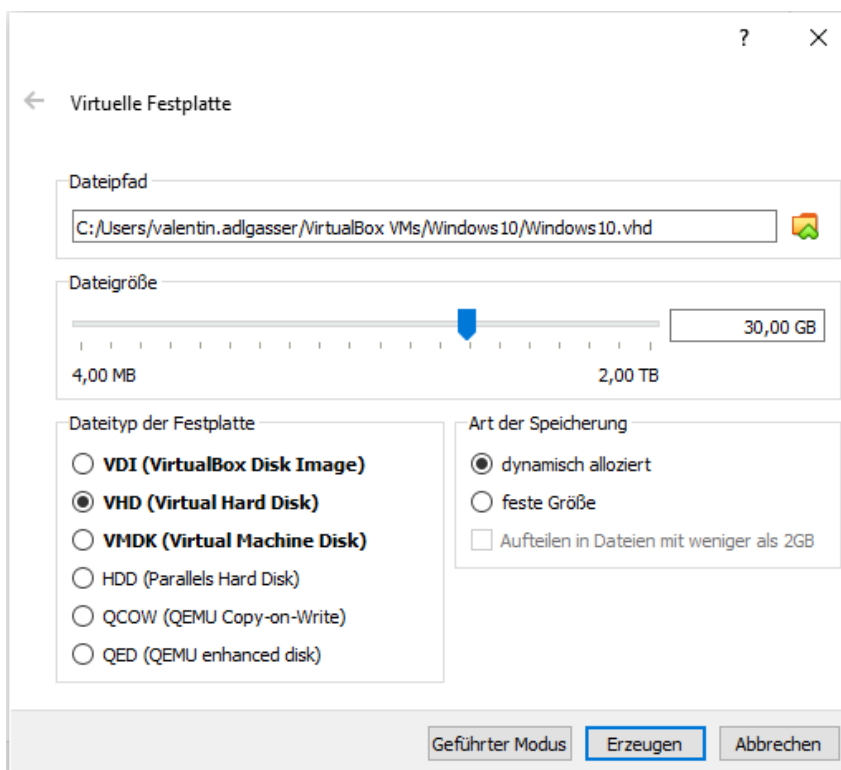 ?
Virtuelle Festplatte
Dateipfad
C:/Users/valentin.adlgasser/VirtualBox VMs/Windows10/Windows10.vhd
Dateigröße
30,00 GB
4,00 MB 2,00 TB
Dateityp der Festplatte
VDI (VirtualBox Disk Image)
VHD (Virtual Hard Disk)
VMDK (Virtual Machine Disk)
HDD (Parallels Hard Disk)
QCOW (QEMU Copy-on-Write)
QED (QEMU enhanced disk)
Art der Speicherung
dynamisch alloziert
feste Größe
Aufteilen in Dateien mit weniger als 2GB
Geführter Modus Erzeugen Abbrechen